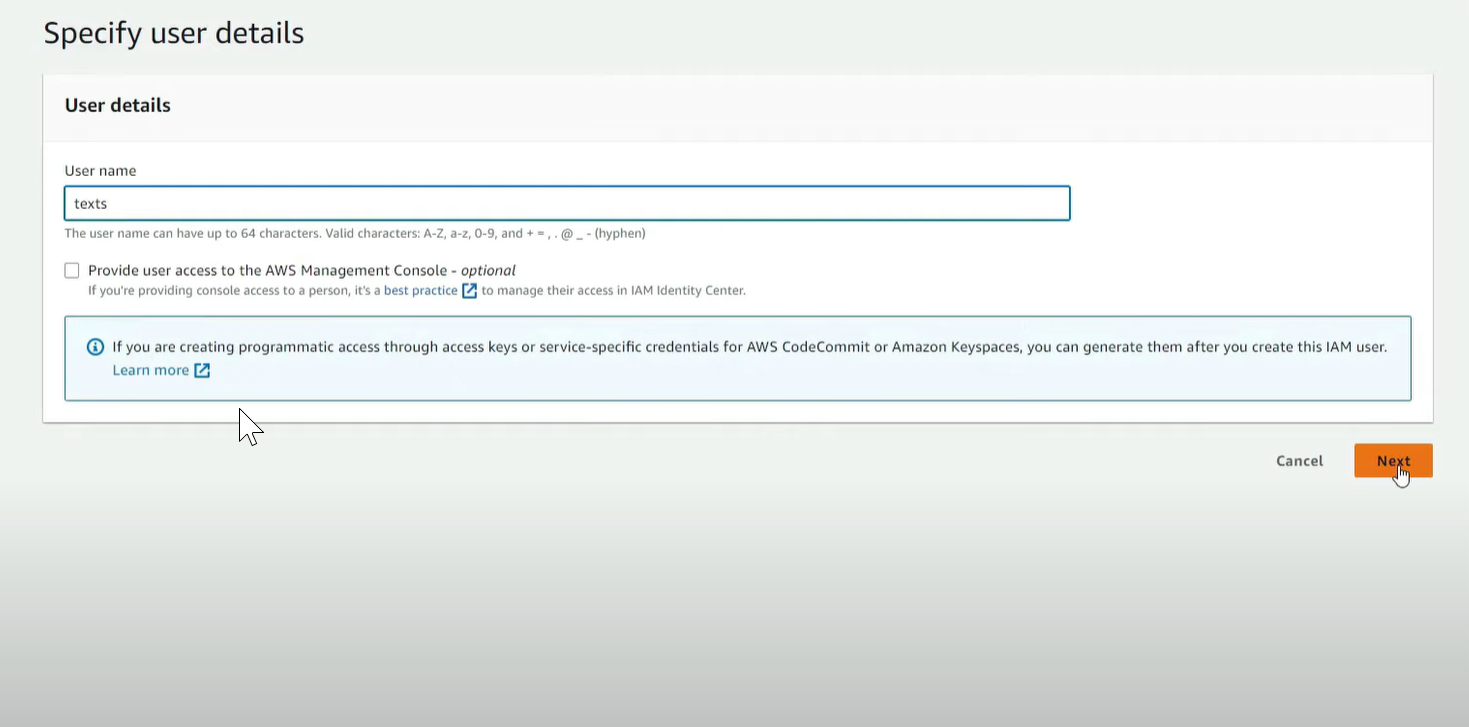 Specify user details
User details
User name
texts
The user name can have up to 64 characters. Valid characters: A-Z, a-z, 0-9, and + = , . @ _ - (hyphen)
Provide user access to the AWS Management Console - optional
If you're providing console access to a person, it's a best practice to manage their access in IAM Identity Center.
If you are creating programmatic access through access keys or service-specific credentials for AWS CodeCommit or Amazon Keyspaces, you can generate them after you create this IAM user.
Learn more
Cancel
Next